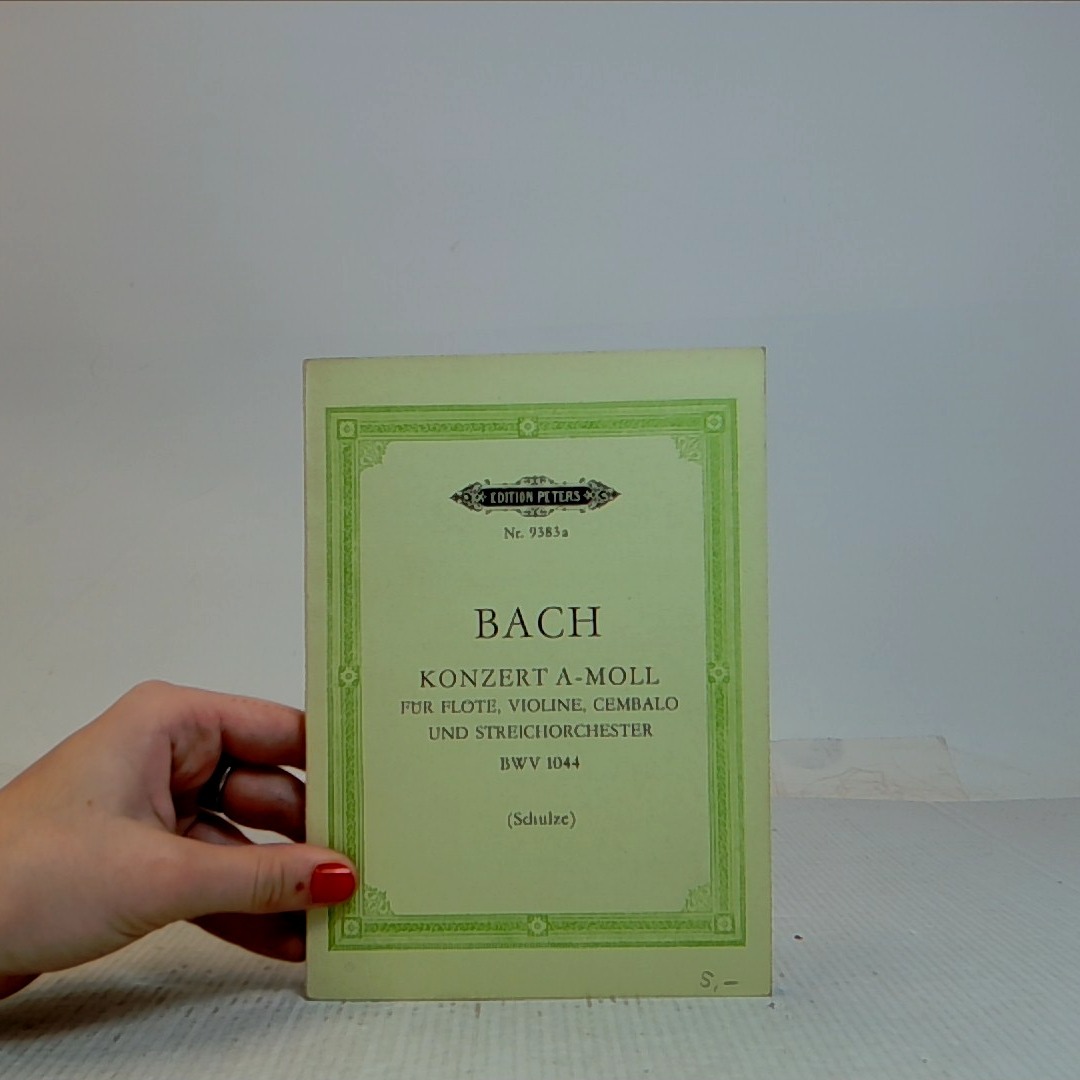 EDITION PETERS
Nr. 9383a
BACH
KONZERT A-MOLL
FÜR FLÖTE, VIOLINE, CEMBALO
UND STREICHORCHESTER
BWV 1044
(Schulze)
5,–